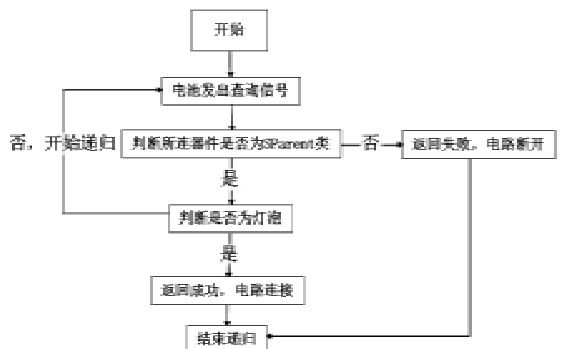 开始
电池发出查询信号
否，开始递归
判断所连器件是否为SParent类
否
返回失败，电路断开
是
判断是否为灯泡
是
返回成功，电路连接
结束递归